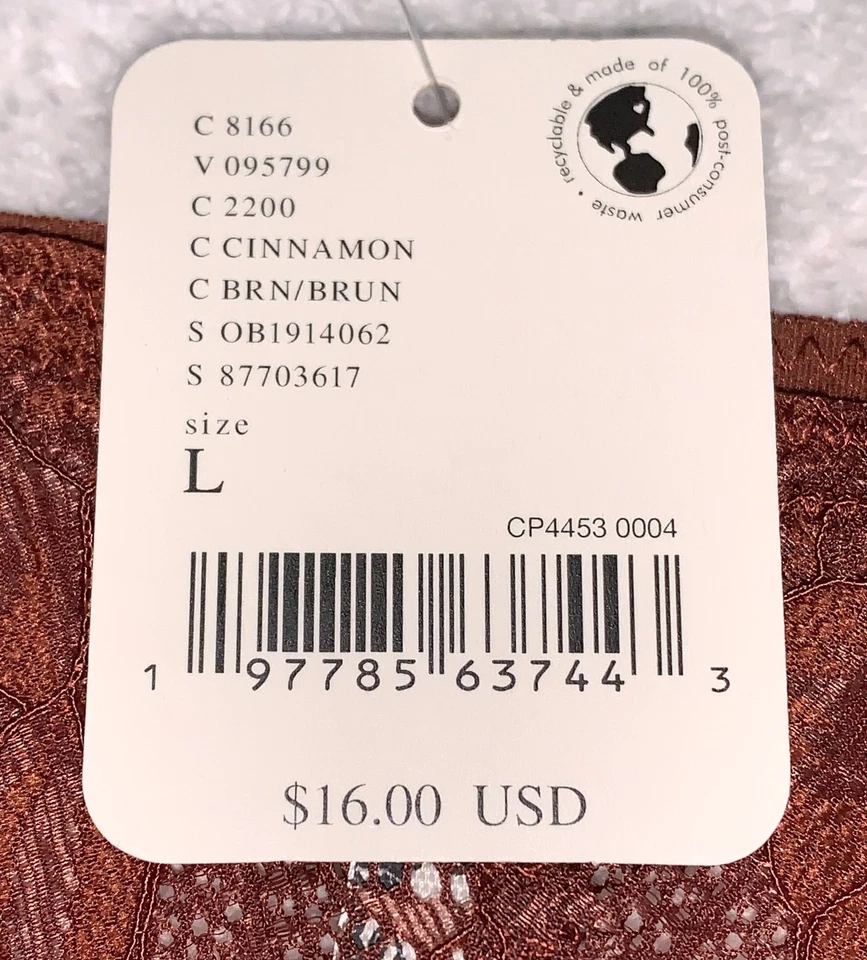 C 8166
V 095799
C 2200
C CINNAMON
C BRN/BRUN
S OB1914062
S 87703617
size
L
recyclable & made of 100% post-consumer waste •
CP4453 0004
1 97785 63744 3
$16.00 USD